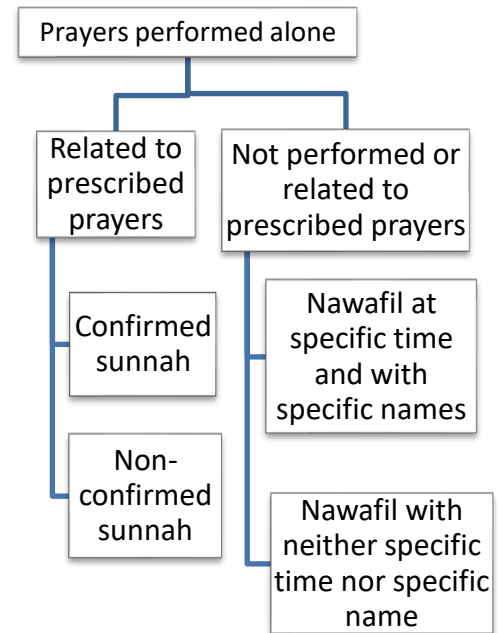 Prayers performed alone
Related to
prescribed
prayers
Confirmed
sunnah
Non-
confirmed
sunnah
Not performed or
related to
prescribed prayers
Nawafil at
specific time
and with
specific names
Nawafil with
neither specific
time nor specific
name